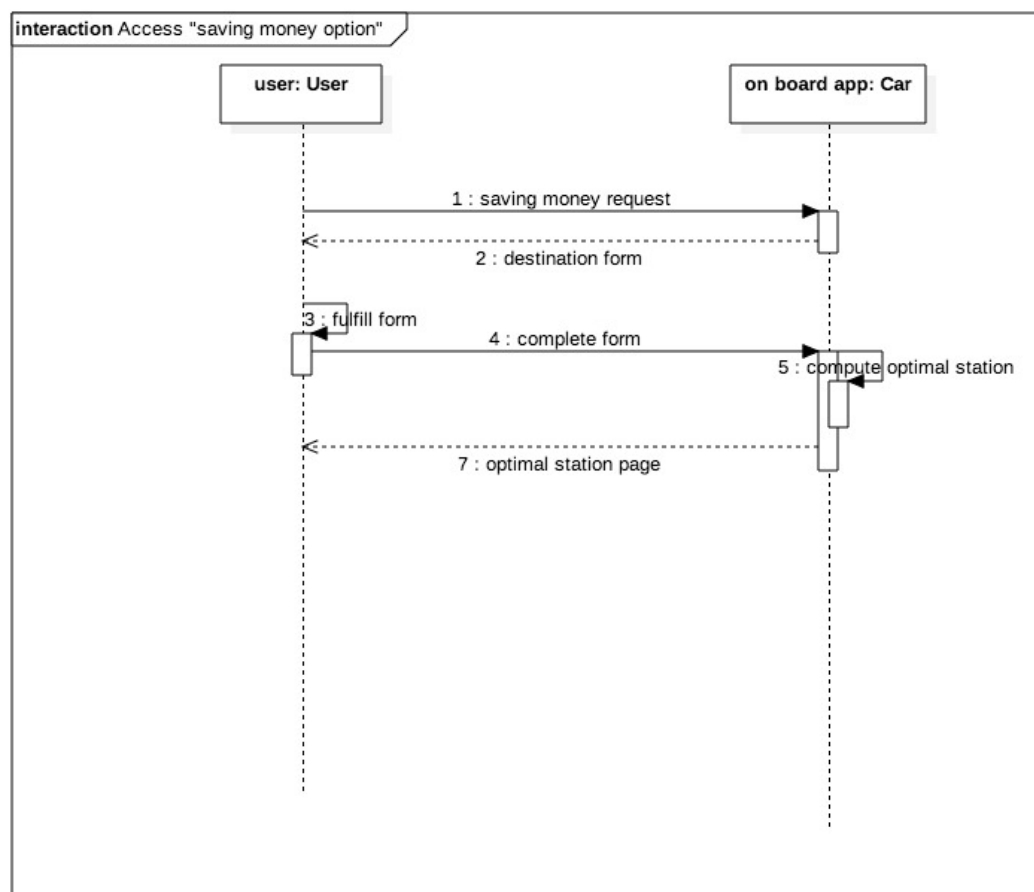 interaction Access "saving money option"
user: User
on board app: Car
1 : saving money request
2 : destination form
3 : fulfill form
4 : complete form
5 : compute optimal station
7 : optimal station page